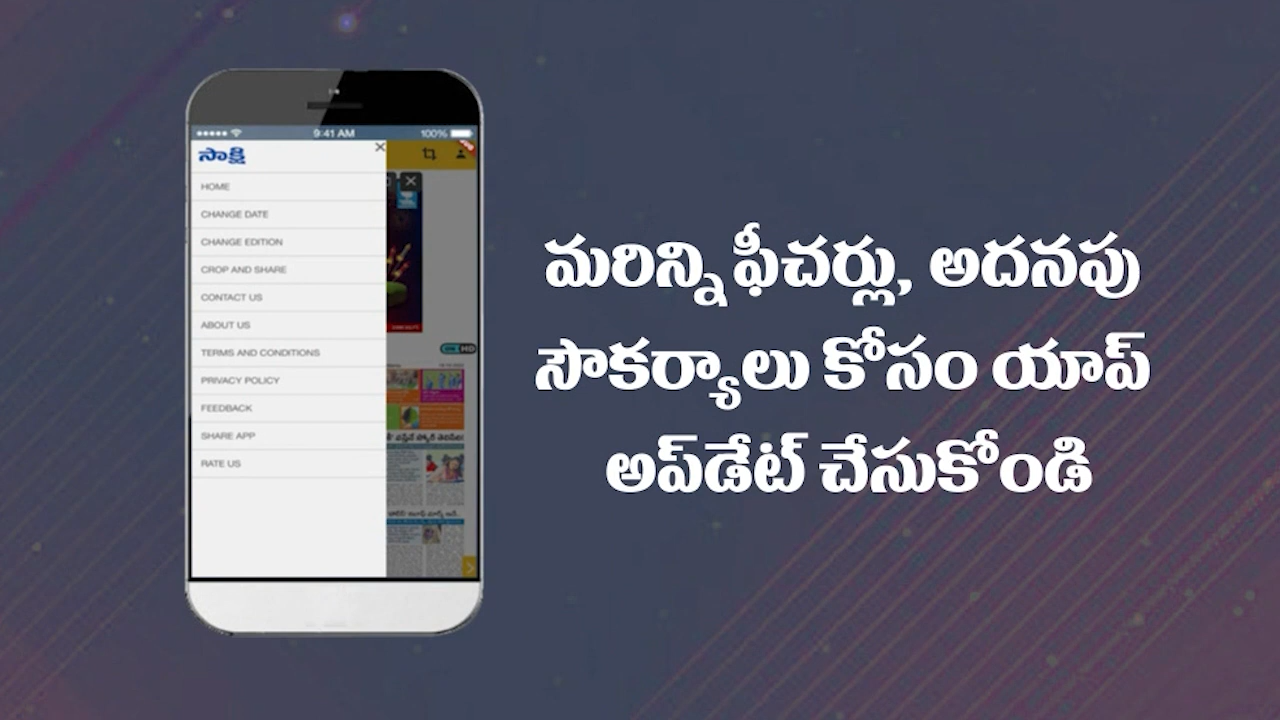 9:41 AM
100%
సాక్షి
HOME
CHANGE DATE
CHANGE EDITION
CROP AND SHARE
CONTACT US
ABOUT US
TERMS AND CONDITIONS
PRIVACY POLICY
FEEDBACK
SHARE APP
RATE US
HD
మరిన్ని ఫీచర్లు, అదనపు
సౌకర్యాలు కోసం యాప్
అప్‌డేట్ చేసుకోండి